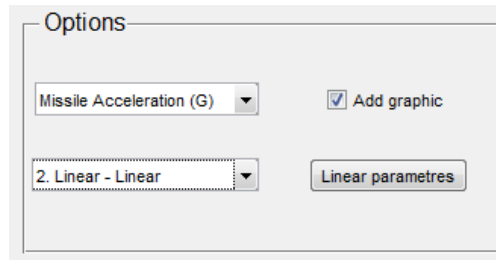 Options
Missile Acceleration (G)
Add graphic
2. Linear - Linear
Linear parametres